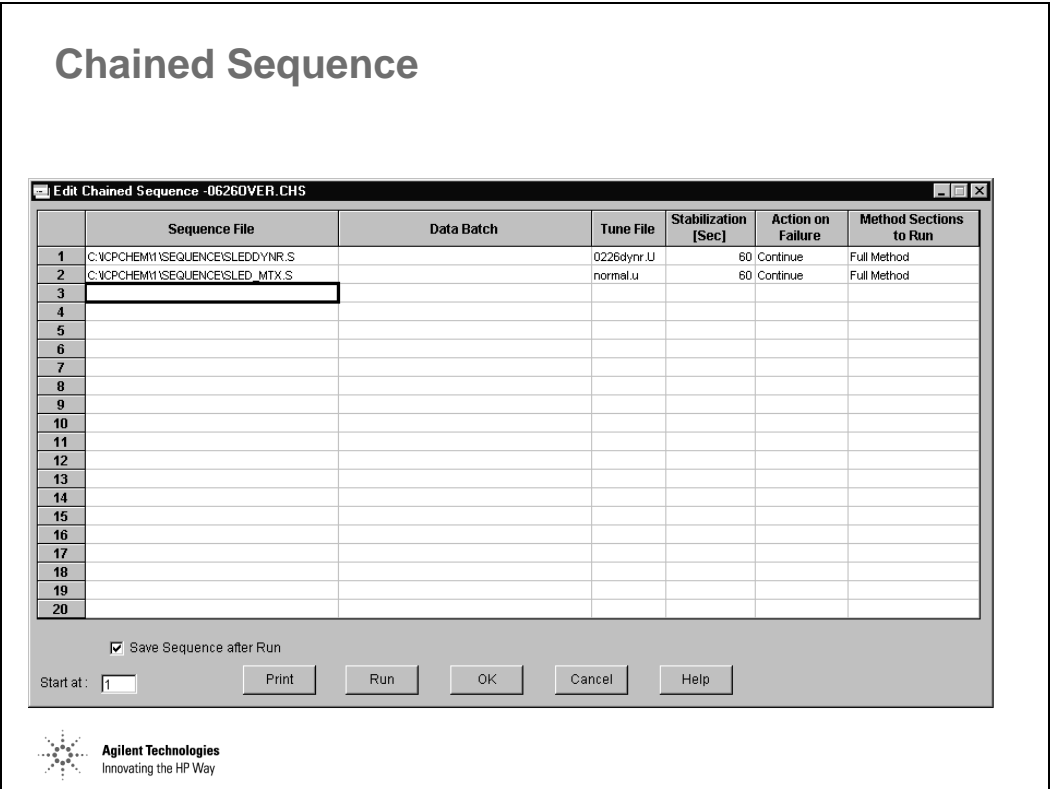 Chained Sequence
Edit Chained Sequence -0626OVER.CHS
Sequence File Data Batch Tune File Stabilization [Sec] Action on Failure Method Sections to Run
1 C:\ICPCHEM\1\SEQUENCE\SLEDDYNR.S 0226dynr.U 60 Continue Full Method
2 C:\ICPCHEM\1\SEQUENCE\SLED_MTX.S normal.u 60 Continue Full Method
3
4
5
6
7
8
9
10
11
12
13
14
15
16
17
18
19
20
Save Sequence after Run
Start at : 1 Print Run OK Cancel Help
Agilent Technologies
Innovating the HP Way